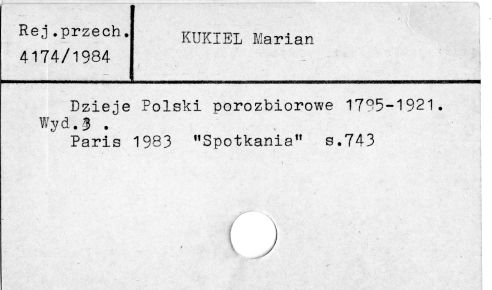 Rej.przech.
4174/1984
KUKIEL Marian
Dzieje Polski porozbiorowe 1795-1921.
Wyd.3 .
Paris 1983 "Spotkania" s.743